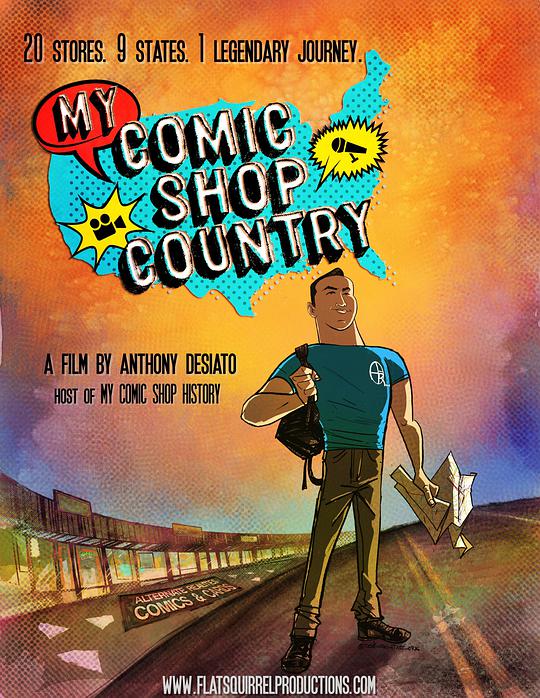 20 STORES. 9 STATES. 1 LEGENDARY JOURNEY.
MY
COMIC
SHOP
COUNTRY
A FILM BY ANTHONY DESIATO
HOST OF MY COMIC SHOP HISTORY
ALTERNATE REALITIES
COMICS & CARDS
WWW.FLATSQUIRRELPRODUCTIONS.COM